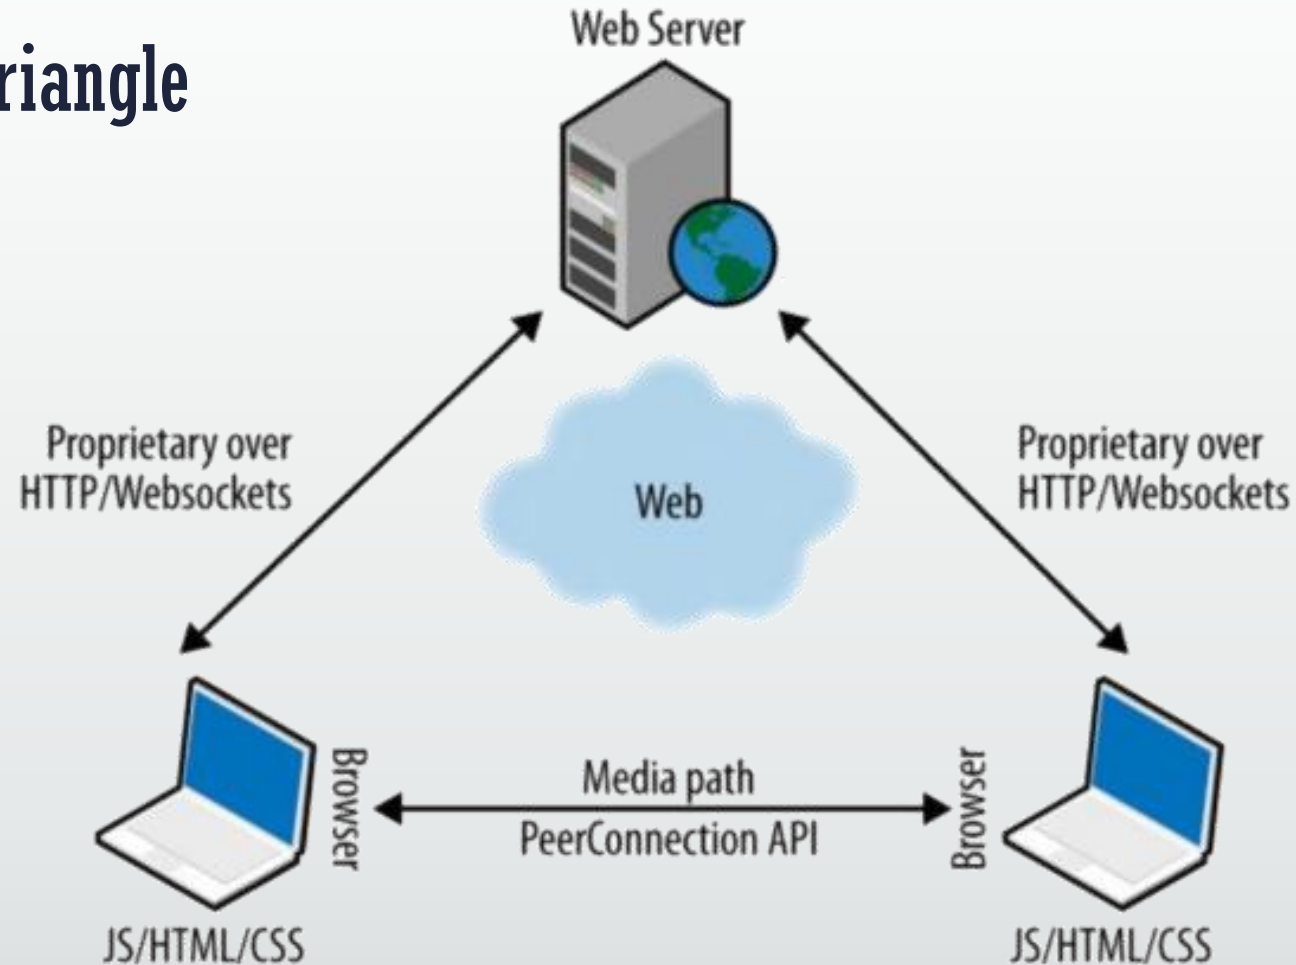 riangle
Web Server
Proprietary over
HTTP/Websockets
Proprietary over
HTTP/Websockets
Web
Browser
Media path
PeerConnection API
Browser
JS/HTML/CSS
JS/HTML/CSS